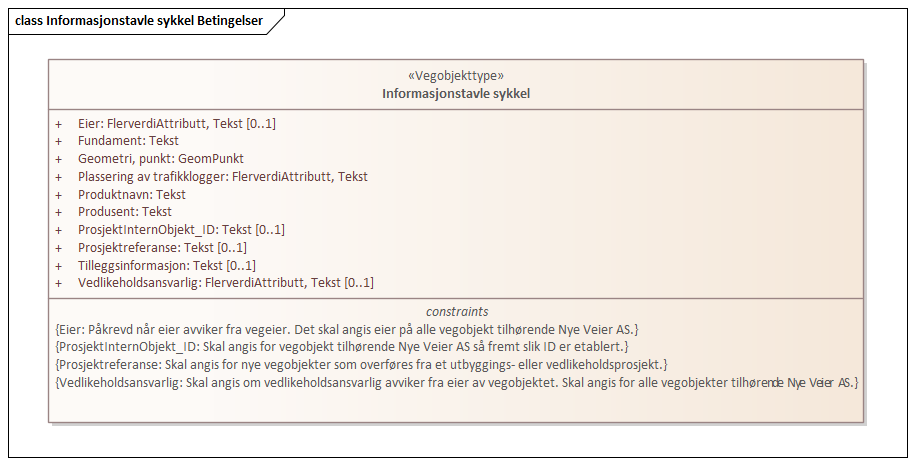 class Informasjonstavle sykkel Betingelser
«Vegobjekttype»
Informasjonstavle sykkel
+ Eier: FlerverdiAttributt, Tekst [0..1]
+ Fundament: Tekst
+ Geometri, punkt: GeomPunkt
+ Plassering av trafikklogger: FlerverdiAttributt, Tekst
+ Produktnavn: Tekst
+ Produsent: Tekst
+ ProsjektInternObjekt_ID: Tekst [0..1]
+ Prosjektreferanse: Tekst [0..1]
+ Tilleggsinformasjon: Tekst [0..1]
+ Vedlikeholdsansvarlig: FlerverdiAttributt, Tekst [0..1]
constraints
{Eier: Påkrevd når eier avviker fra vegeier. Det skal angis eier på alle vegobjekt tilhørende Nye Veier AS.}
{ProsjektInternObjekt_ID: Skal angis for vegobjekt tilhørende Nye Veier AS så fremt slik ID er etablert.}
{Prosjektreferanse: Skal angis for nye vegobjekter som overføres fra et utbyggings- eller vedlikeholdsprosjekt.}
{Vedlikeholdsansvarlig: Skal angis om vedlikeholdsansvarlig avviker fra eier av vegobjektet. Skal angis for alle vegobjekter tilhørende Nye Veier AS.}